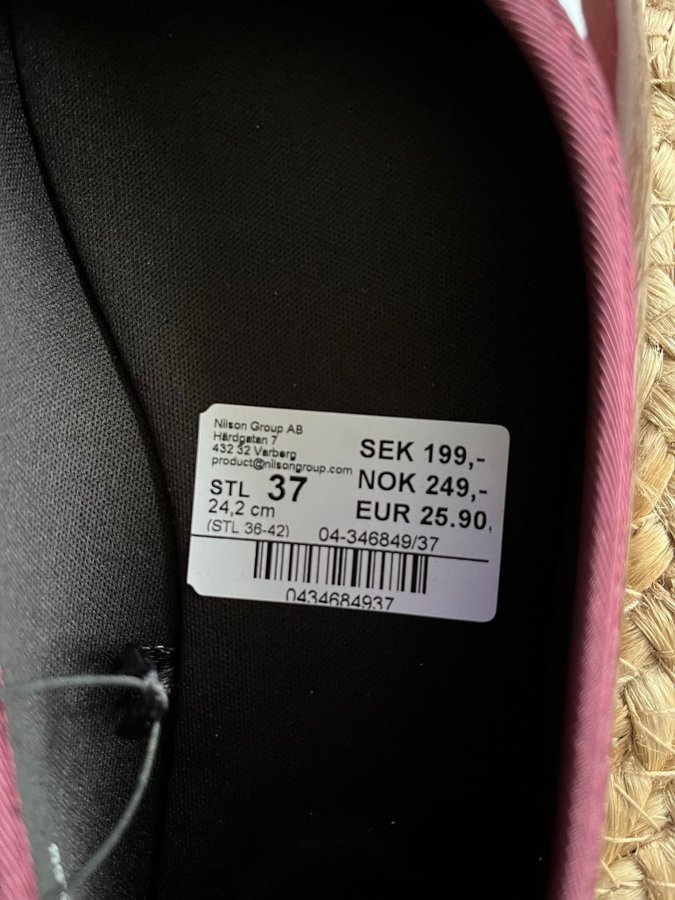 Nilson Group AB
Härdgatan 7
432 32 Varberg
product@nilsongroup.com
STL 37
24,2 cm
(STL 36-42)
SEK 199,-
NOK 249,-
EUR 25.90,
04-346849/37
0434684937